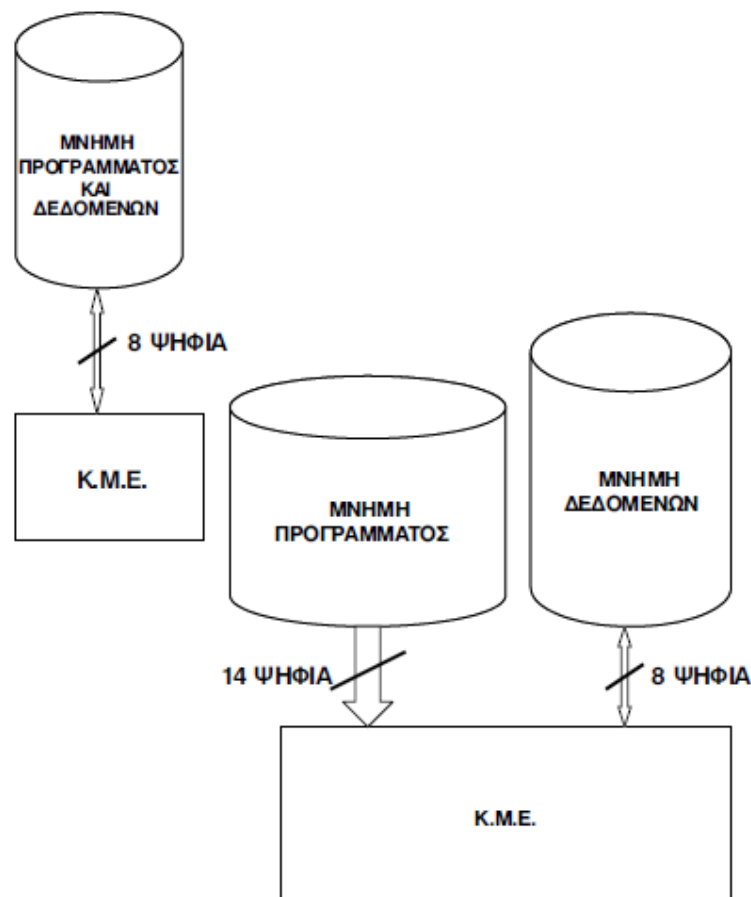 ΜΝΗΜΗ
ΠΡΟΓΡΑΜΜΑΤΟΣ
ΚΑΙ
ΔΕΔΟΜΕΝΩΝ
8 ΨΗΦΙΑ
Κ.Μ.Ε.
ΜΝΗΜΗ
ΠΡΟΓΡΑΜΜΑΤΟΣ
ΜΝΗΜΗ
ΔΕΔΟΜΕΝΩΝ
14 ΨΗΦΙΑ
8 ΨΗΦΙΑ
Κ.Μ.Ε.